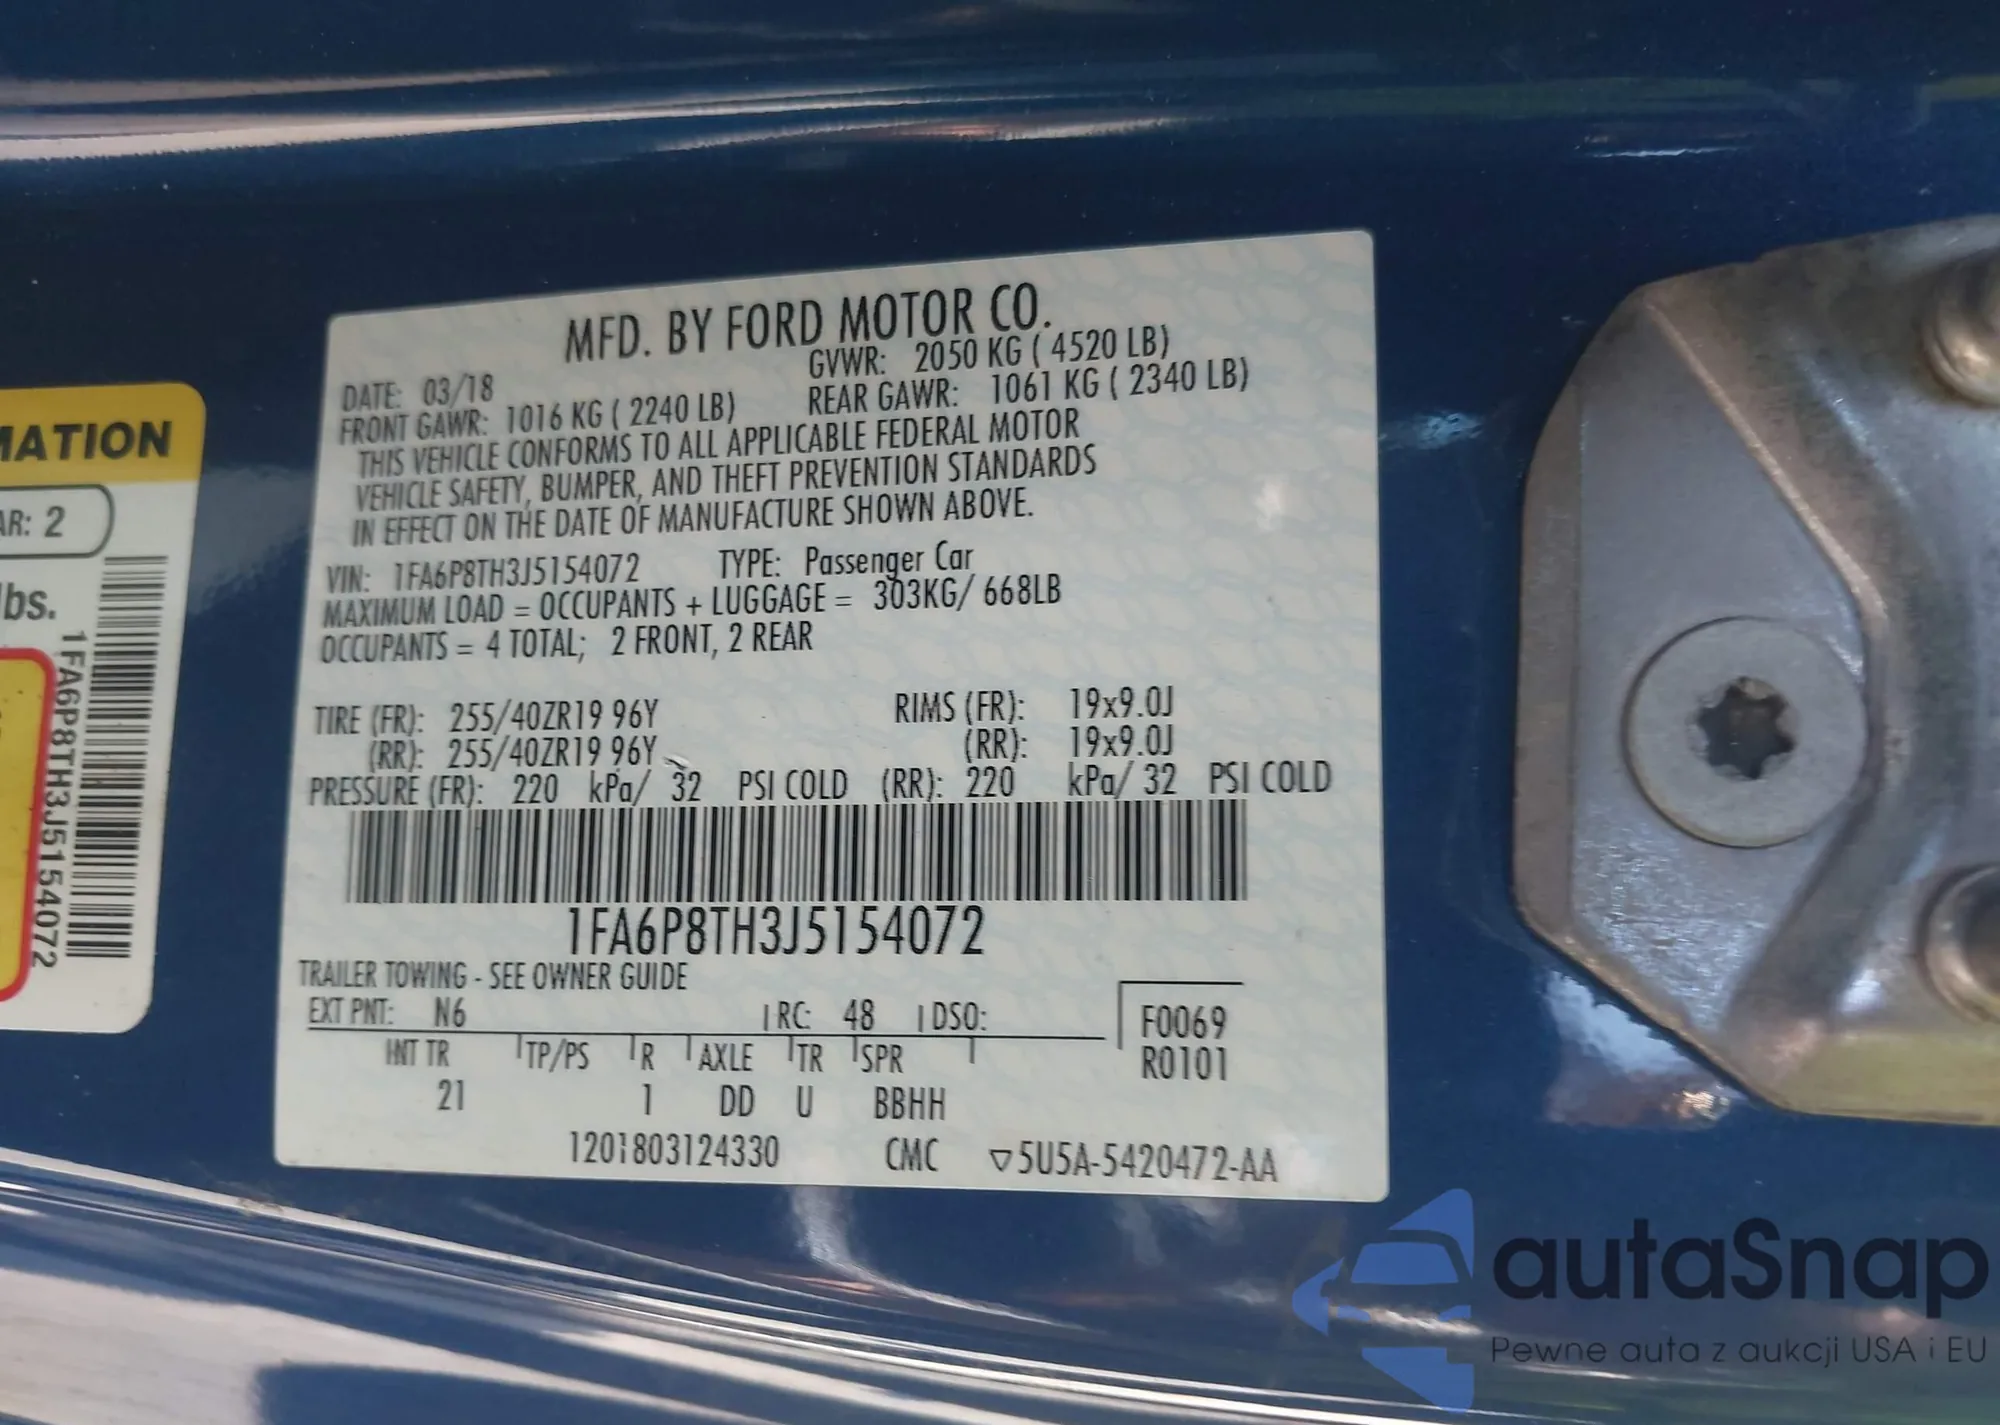 MFD. BY FORD MOTOR CO.
DATE: 03/18 GVWR: 2050 KG ( 4520 LB)
FRONT GAWR: 1016 KG ( 2240 LB) REAR GAWR: 1061 KG ( 2340 LB)
THIS VEHICLE CONFORMS TO ALL APPLICABLE FEDERAL MOTOR
VEHICLE SAFETY, BUMPER, AND THEFT PREVENTION STANDARDS
IN EFFECT ON THE DATE OF MANUFACTURE SHOWN ABOVE.
VIN: 1FA6P8TH3J5154072 TYPE: Passenger Car
MAXIMUM LOAD = OCCUPANTS + LUGGAGE = 303KG/ 668LB
OCCUPANTS = 4 TOTAL; 2 FRONT, 2 REAR
TIRE (FR): 255/40ZR19 96Y RIMS (FR): 19x9.0J
(RR): 255/40ZR19 96Y (RR): 19x9.0J
PRESSURE (FR): 220 kPa/ 32 PSI COLD (RR): 220 kPa/ 32 PSI COLD
1FA6P8TH3J5154072
TRAILER TOWING - SEE OWNER GUIDE
EXT PNT: N6 RC: 48 DSO: F0069
INT TR TP/PS R AXLE TR SPR R0101
21 1 DD U BBHH
1201803124330 CMC ▽5U5A-5420472-AA
MATION
AR: 2
lbs.
1FA6P8TH3J5154072
autaSnap
Pewne auta z aukcji USA i EU